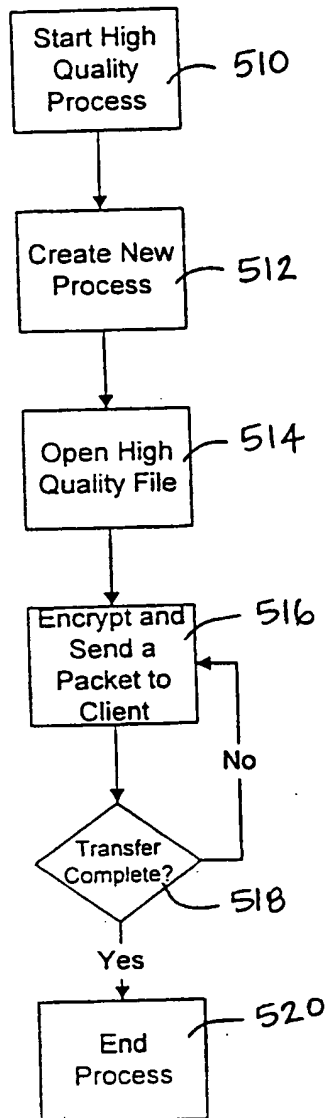 Start High
Quality
Process
510
Create New
Process
512
Open High
Quality File
514
Encrypt and
Send a
Packet to
Client
516
No
Transfer
Complete?
518
Yes
End
Process
520